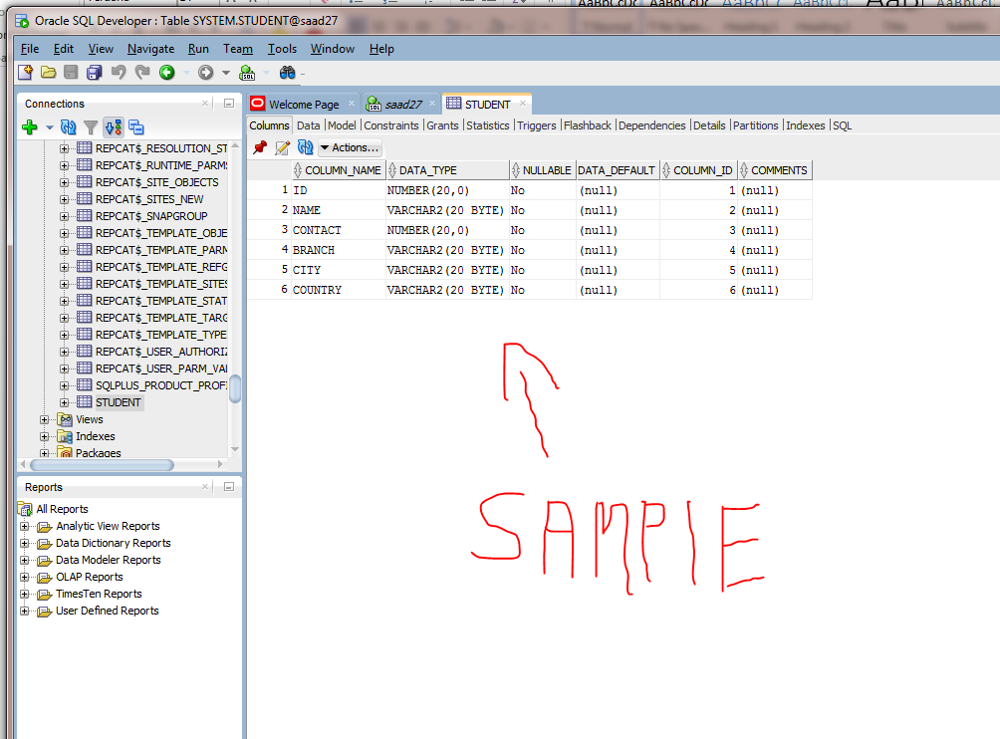 Oracle SQL Developer : Table SYSTEM.STUDENT@saad27
File Edit View Navigate Run Team Tools Window Help
Connections
Welcome Page saad27 STUDENT
Columns Data Model Constraints Grants Statistics Triggers Flashback Dependencies Details Partitions Indexes SQL
Actions...
COLUMN_NAME DATA_TYPE NULLABLE DATA_DEFAULT COLUMN_ID COMMENTS
1 ID NUMBER(20,0) No (null) 1 (null)
2 NAME VARCHAR2(20 BYTE) No (null) 2 (null)
3 CONTACT NUMBER(20,0) No (null) 3 (null)
4 BRANCH VARCHAR2(20 BYTE) No (null) 4 (null)
5 CITY VARCHAR2(20 BYTE) No (null) 5 (null)
6 COUNTRY VARCHAR2(20 BYTE) No (null) 6 (null)
REPCAT$_RESOLUTION_ST
REPCAT$_RUNTIME_PARMS
REPCAT$_SITE_OBJECTS
REPCAT$_SITES_NEW
REPCAT$_SNAPGROUP
REPCAT$_TEMPLATE_OBJE
REPCAT$_TEMPLATE_PARM
REPCAT$_TEMPLATE_REFG
REPCAT$_TEMPLATE_SITES
REPCAT$_TEMPLATE_STAT
REPCAT$_TEMPLATE_TARG
REPCAT$_TEMPLATE_TYPE
REPCAT$_USER_AUTHORIZ
REPCAT$_USER_PARM_VAL
SQLPLUS_PRODUCT_PROFI
STUDENT
Views
Indexes
Packages
SAMPlE
Reports
All Reports
Analytic View Reports
Data Dictionary Reports
Data Modeler Reports
OLAP Reports
TimesTen Reports
User Defined Reports